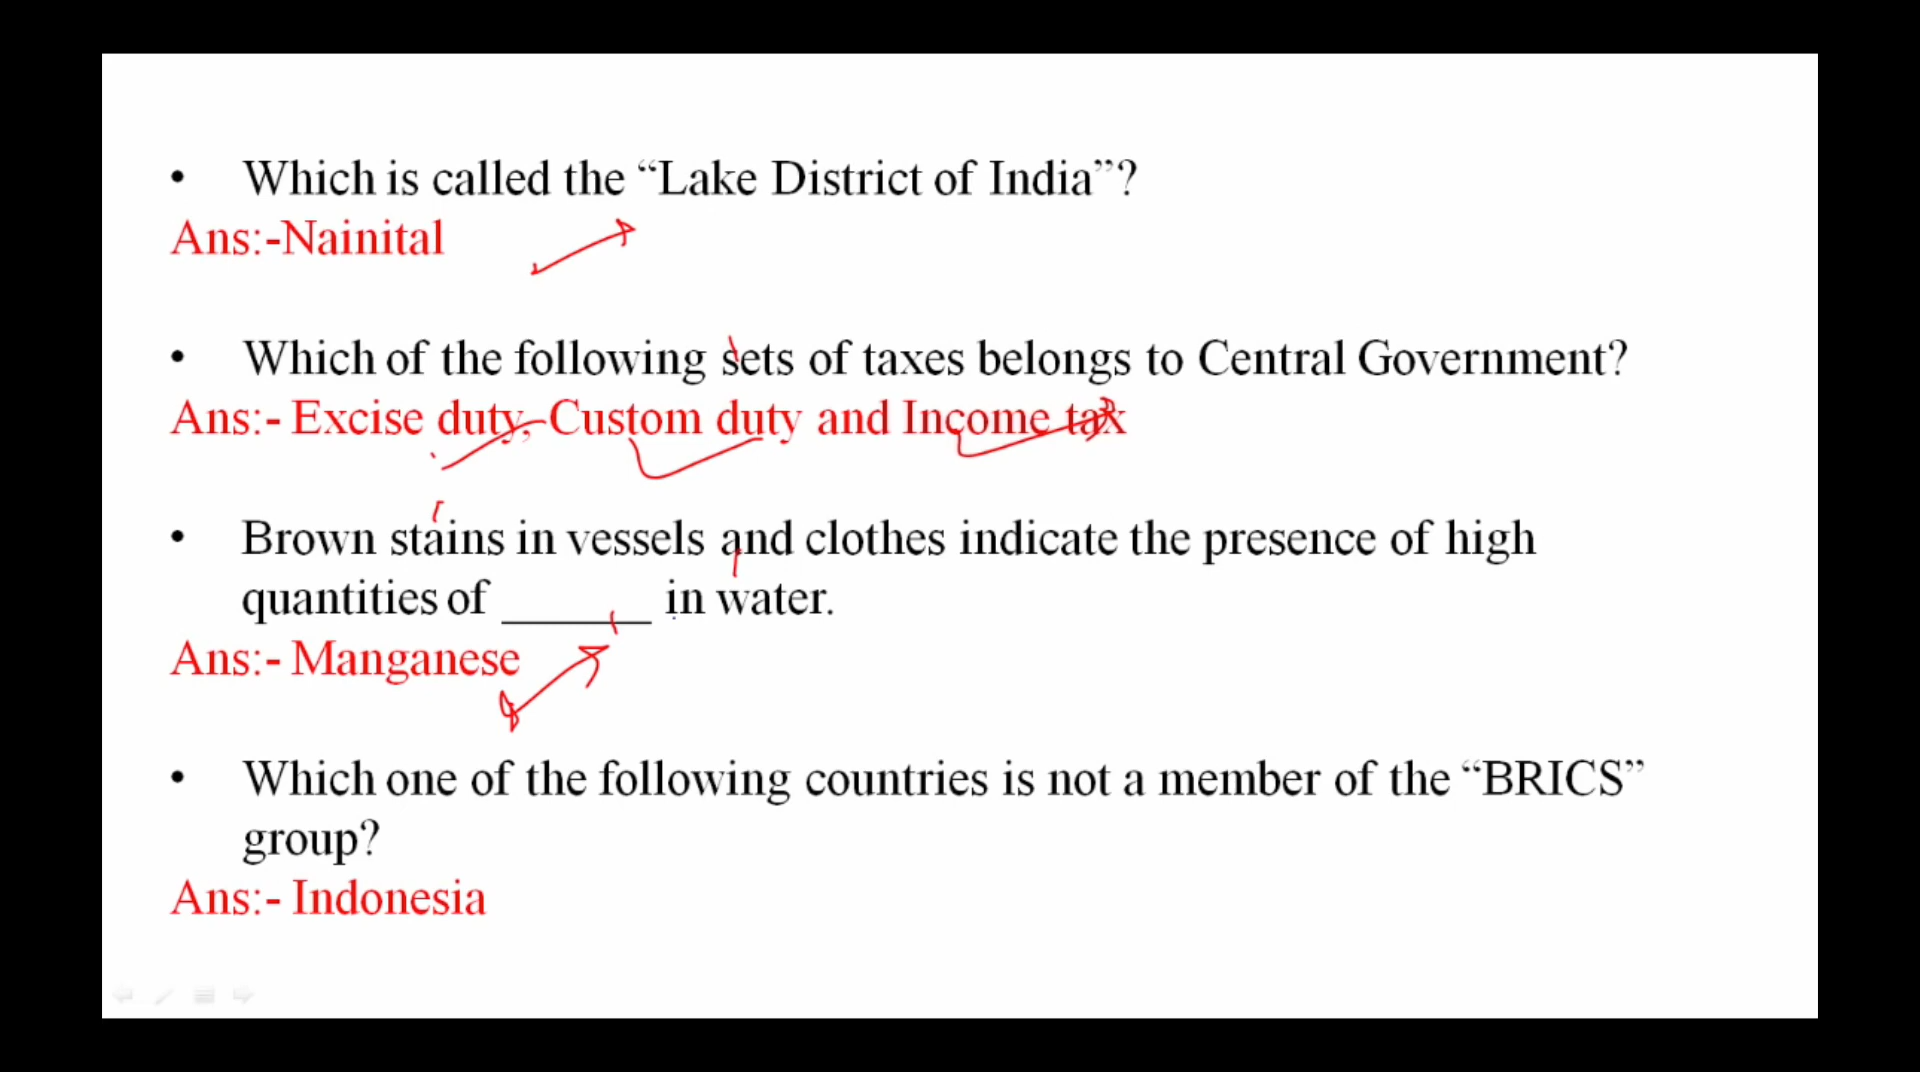 • Which is called the “Lake District of India”?
Ans:-Nainital
• Which of the following sets of taxes belongs to Central Government?
Ans:- Excise duty, Custom duty and Income tax
• Brown stains in vessels and clothes indicate the presence of high
quantities of ______ in water.
Ans:- Manganese
• Which one of the following countries is not a member of the “BRICS”
group?
Ans:- Indonesia